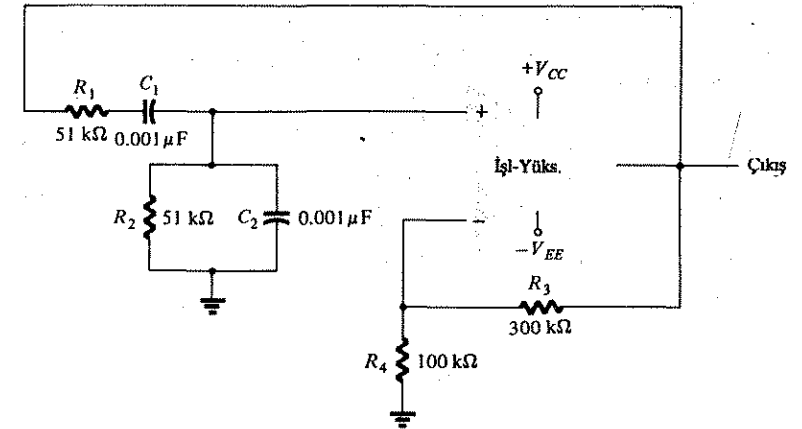 R1
C1
51 kΩ
0.001 μF
R2
51 kΩ
C2
0.001 μF
+
+VCC
İşl-Yüks.
Çıkış
−
−VEE
R3
300 kΩ
R4
100 kΩ